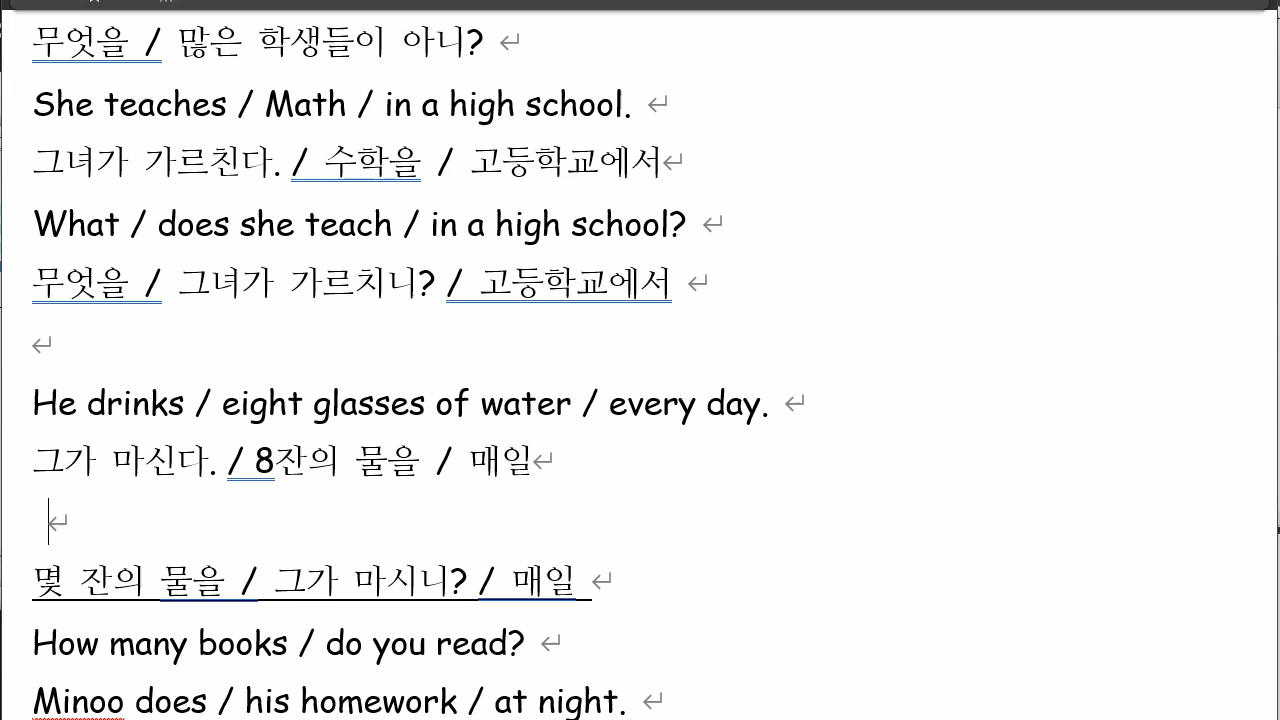 무엇을 / 많은 학생들이 아니?
She teaches / Math / in a high school.
그녀가 가르친다. / 수학을 / 고등학교에서
What / does she teach / in a high school?
무엇을 / 그녀가 가르치니? / 고등학교에서
He drinks / eight glasses of water / every day.
그가 마신다. / 8잔의 물을 / 매일
몇 잔의 물을 / 그가 마시니? / 매일
How many books / do you read?
Minoo does / his homework / at night.